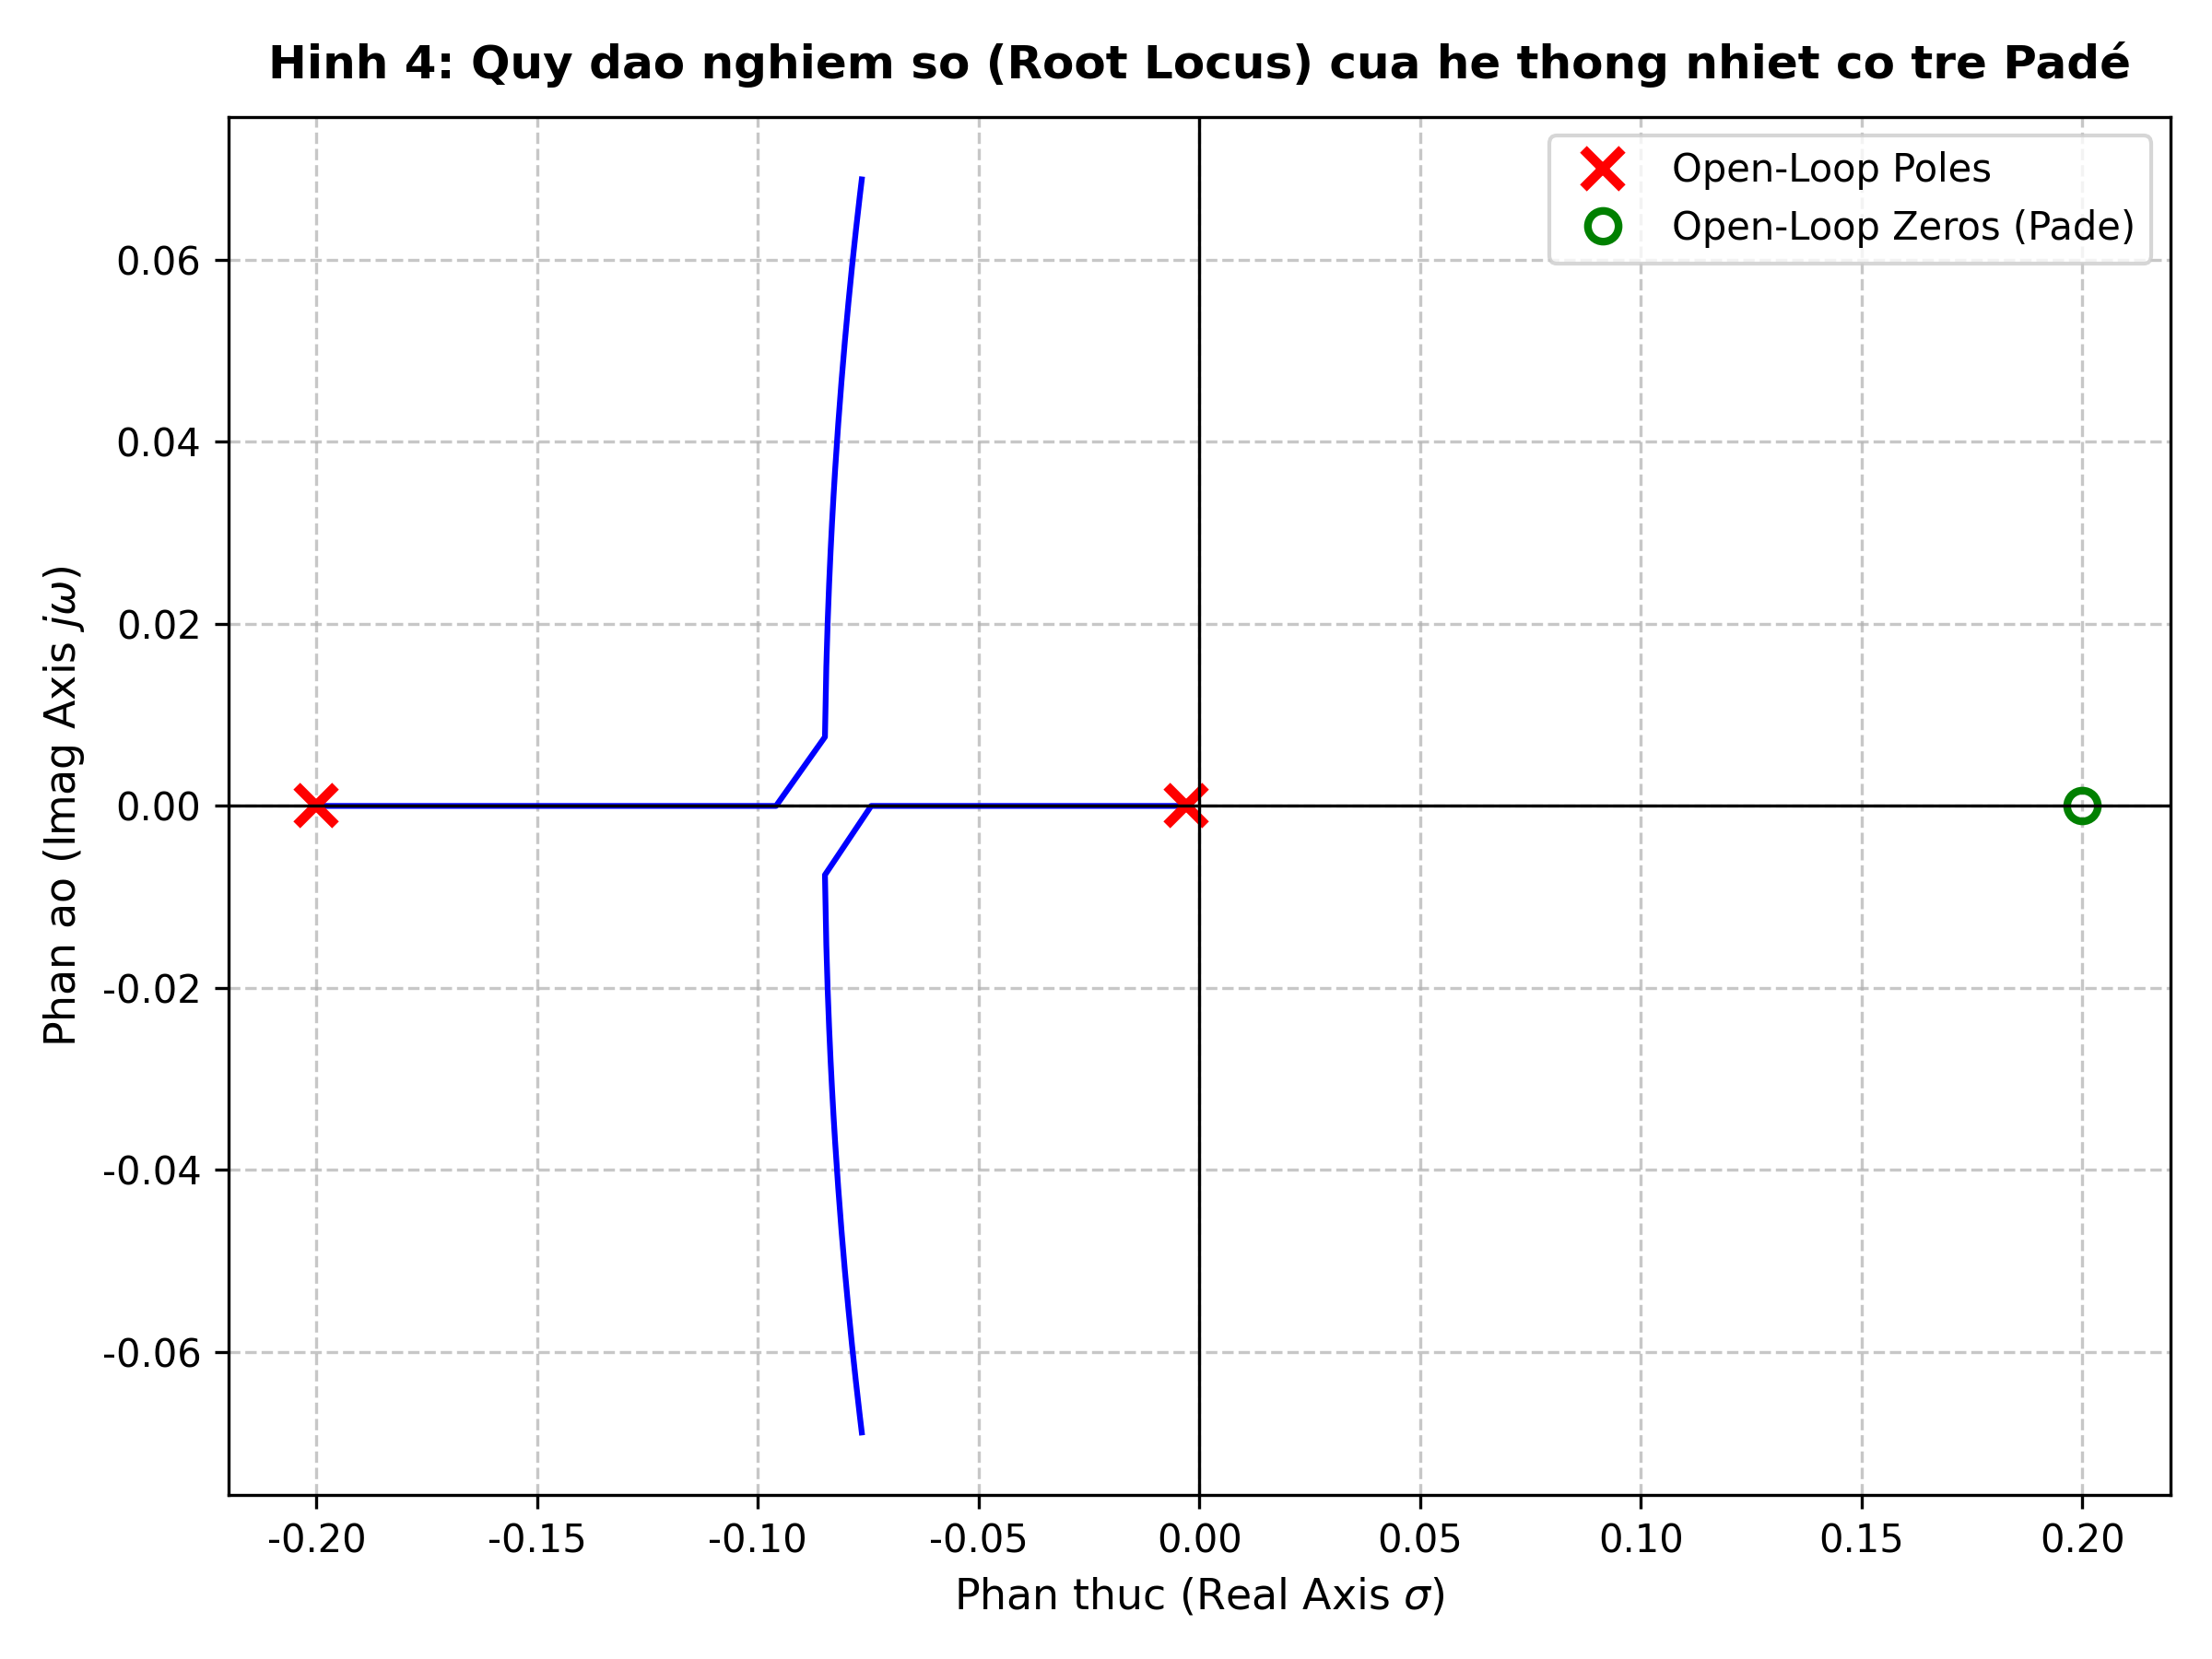 Hinh 4: Quy dao nghiem so (Root Locus) cua he thong nhiet co tre Padé
Open-Loop Poles
Open-Loop Zeros (Pade)
Phan ao (Imag Axis jω)
0.06
0.04
0.02
0.00
-0.02
-0.04
-0.06
-0.20 -0.15 -0.10 -0.05 0.00 0.05 0.10 0.15 0.20
Phan thuc (Real Axis σ)